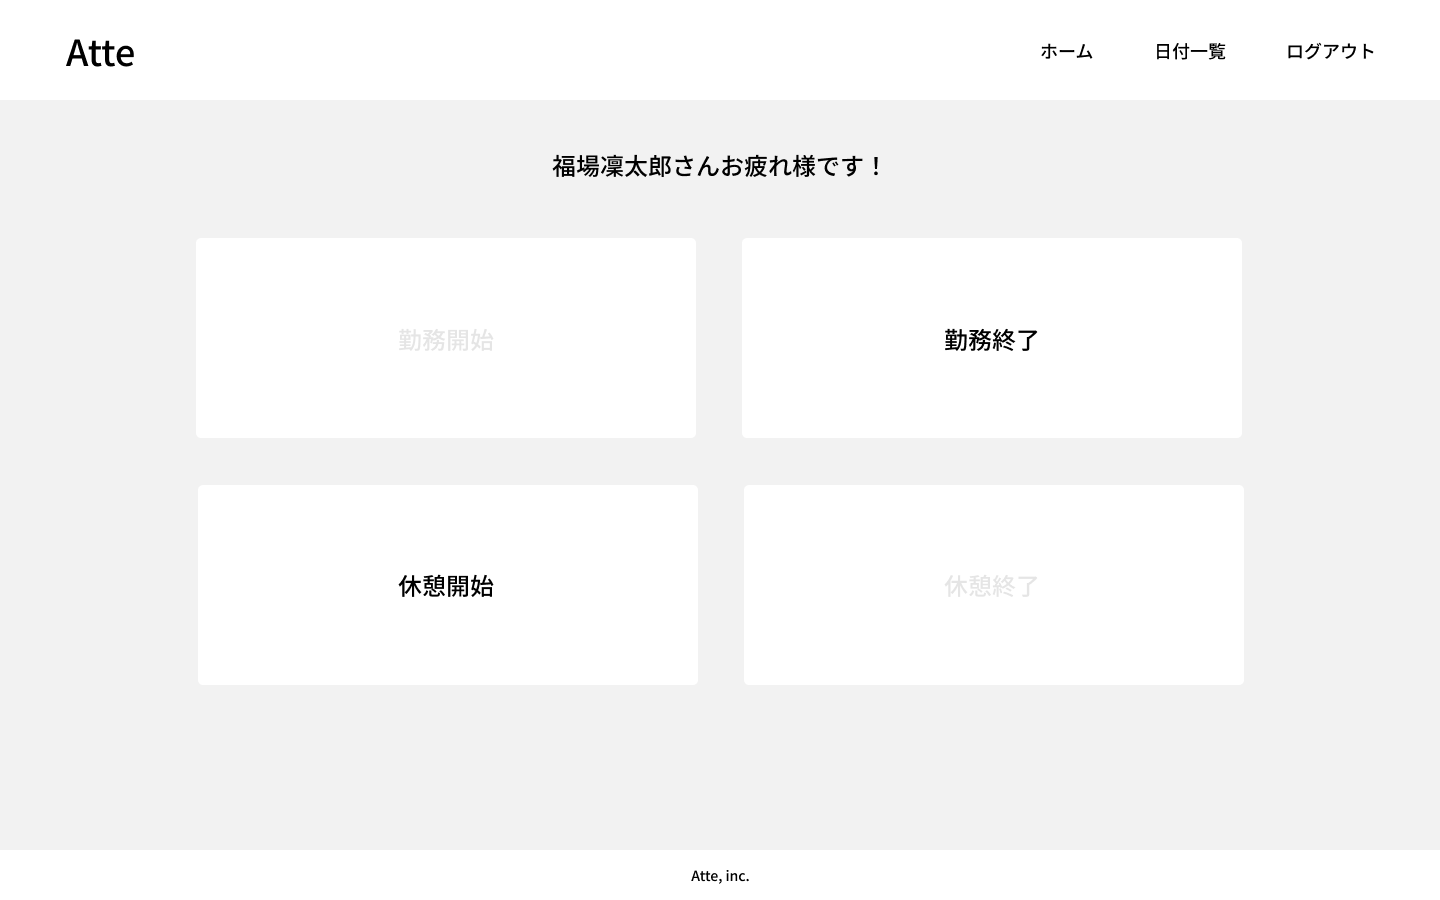 Atte
ホーム 日付一覧 ログアウト
福場凜太郎さんお疲れ様です！
勤務開始
勤務終了
休憩開始
休憩終了
Atte, inc.